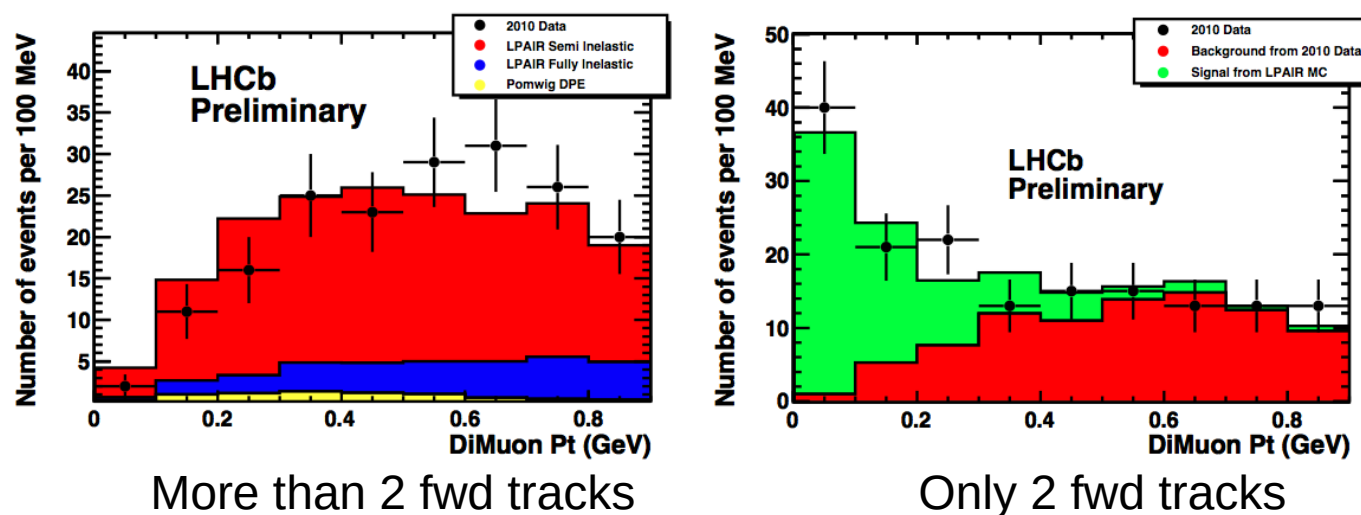 2010 Data
LPAIR Semi Inelastic
LPAIR Fully Inelastic
Pomwig DPE
LHCb
Preliminary
Number of events per 100 MeV
40
35
30
25
20
15
10
5
0
0.2
0.4
0.6
0.8
DiMuon Pt (GeV)
More than 2 fwd tracks
2010 Data
Background from 2010 Data
Signal from LPAIR MC
LHCb
Preliminary
Number of events per 100 MeV
50
40
30
20
10
0
0
0.2
0.4
0.6
0.8
DiMuon Pt (GeV)
Only 2 fwd tracks